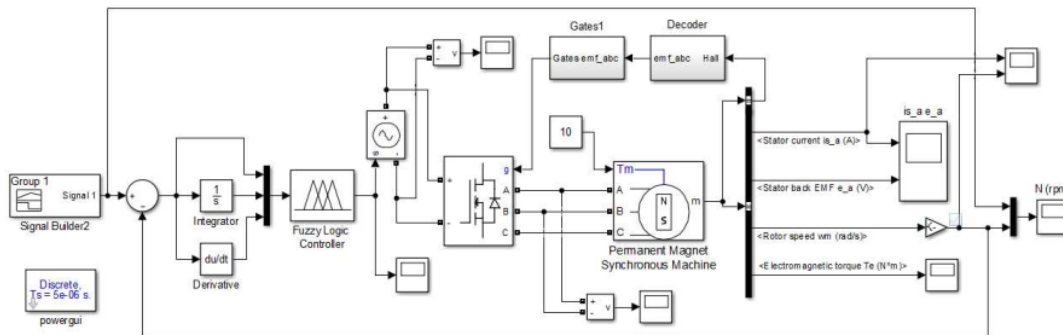 Gates1
Decoder
Gates emf_abc
emf_abc Hall
+
-
v
is_a e_a
10
<Stator current is_a (A)>
Group 1
Signal 1
Signal Builder2
+
-
1
s
Integrator
du/dt
Derivative
Fuzzy Logic
Controller
+
s
-
g
+
-
A
B
C
Tm
A
B
C
N
S
m
Permanent Magnet
Synchronous Machine
<Stator back EMF e_a (V)>
N (rpm
<Rotor speed wm (rad/s)>
<Electromagnetic torque Te (N*m)>
Discrete,
Ts = 5e-06 s.
powergui
+
-
v